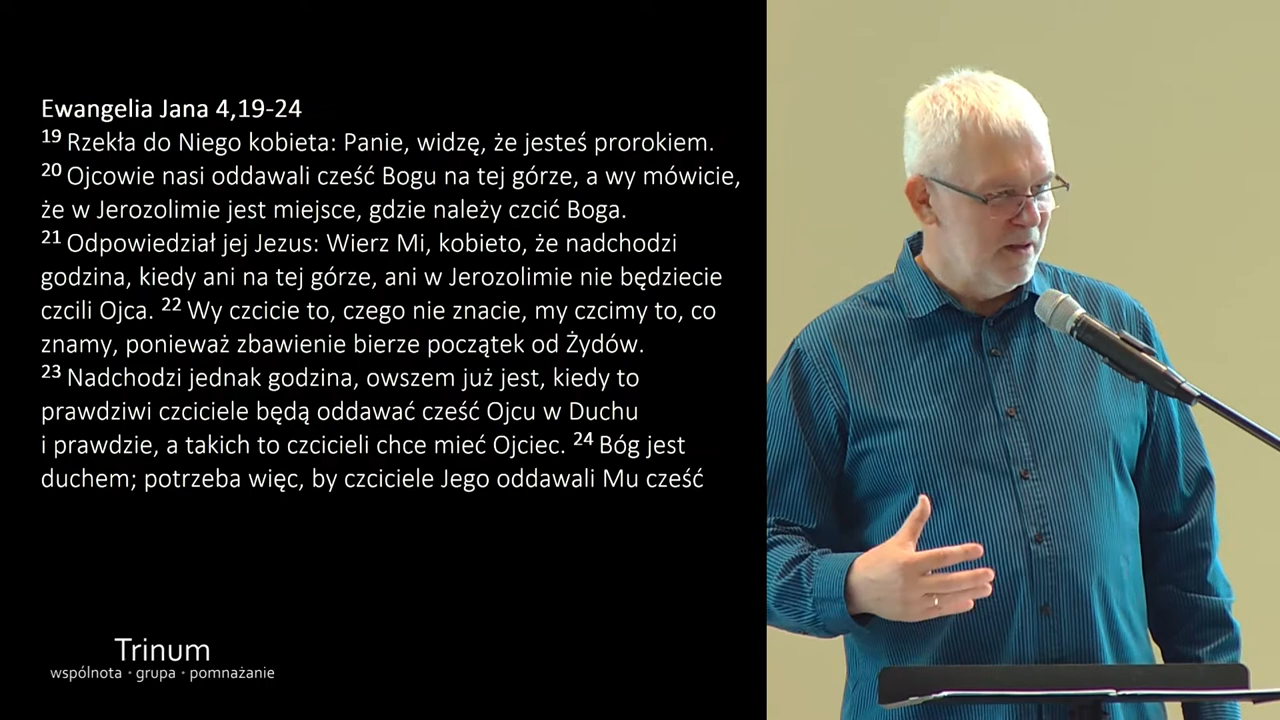 Ewangelia Jana 4,19-24
19 Rzekła do Niego kobieta: Panie, widzę, że jesteś prorokiem.
20 Ojcowie nasi oddawali cześć Bogu na tej górze, a wy mówicie,
że w Jerozolimie jest miejsce, gdzie należy czcić Boga.
21 Odpowiedział jej Jezus: Wierz Mi, kobieto, że nadchodzi
godzina, kiedy ani na tej górze, ani w Jerozolimie nie będziecie
czcili Ojca. 22 Wy czcicie to, czego nie znacie, my czcimy to, co
znamy, ponieważ zbawienie bierze początek od Żydów.
23 Nadchodzi jednak godzina, owszem już jest, kiedy to
prawdziwi czciciele będą oddawać cześć Ojcu w Duchu
i prawdzie, a takich to czcicieli chce mieć Ojciec. 24 Bóg jest
duchem; potrzeba więc, by czciciele Jego oddawali Mu cześć
Trinum
wspólnota · grupa · pomnażanie